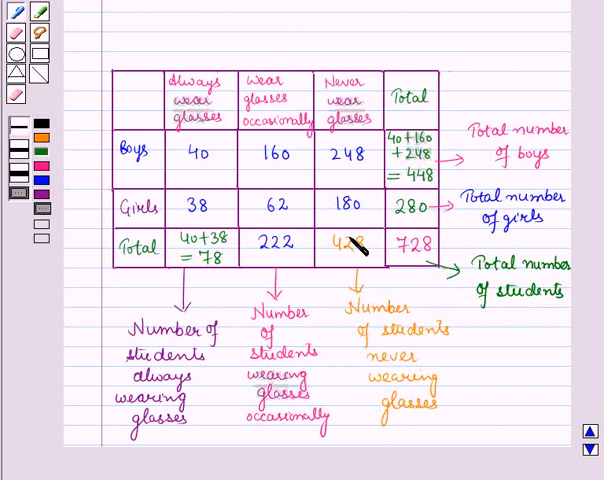 Always wear glasses
Wear glasses occasionally
Never wear glasses
Total
Boys 40 160 248 40+160 +248 = 448
Total number of boys
Girls 38 62 180 280
Total number of girls
Total 40+38 = 78 222 428 728
Total number of students
Number of students always wearing glasses
Number of students wearing glasses occasionally
Number of students never wearing glasses